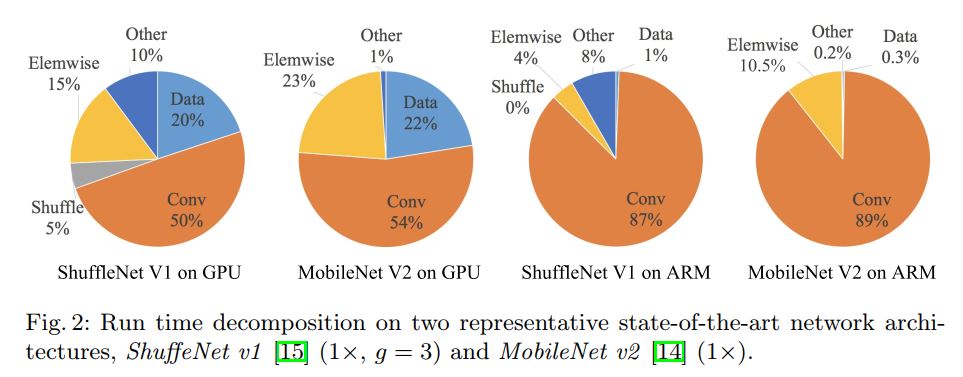 Other
10%
Elemwise
15%
Data
20%
Conv
50%
Shuffle
5%
ShuffleNet V1 on GPU
Other
1%
Elemwise
23%
Data
22%
Conv
54%
MobileNet V2 on GPU
Elemwise
4%
Other
8%
Data
1%
Shuffle
0%
Conv
87%
ShuffleNet V1 on ARM
Elemwise
10.5%
Other
0.2%
Data
0.3%
Conv
89%
MobileNet V2 on ARM
Fig. 2: Run time decomposition on two representative state-of-the-art network archi-
tectures, ShuffeNet v1 [15] (1×, g = 3) and MobileNet v2 [14] (1×).